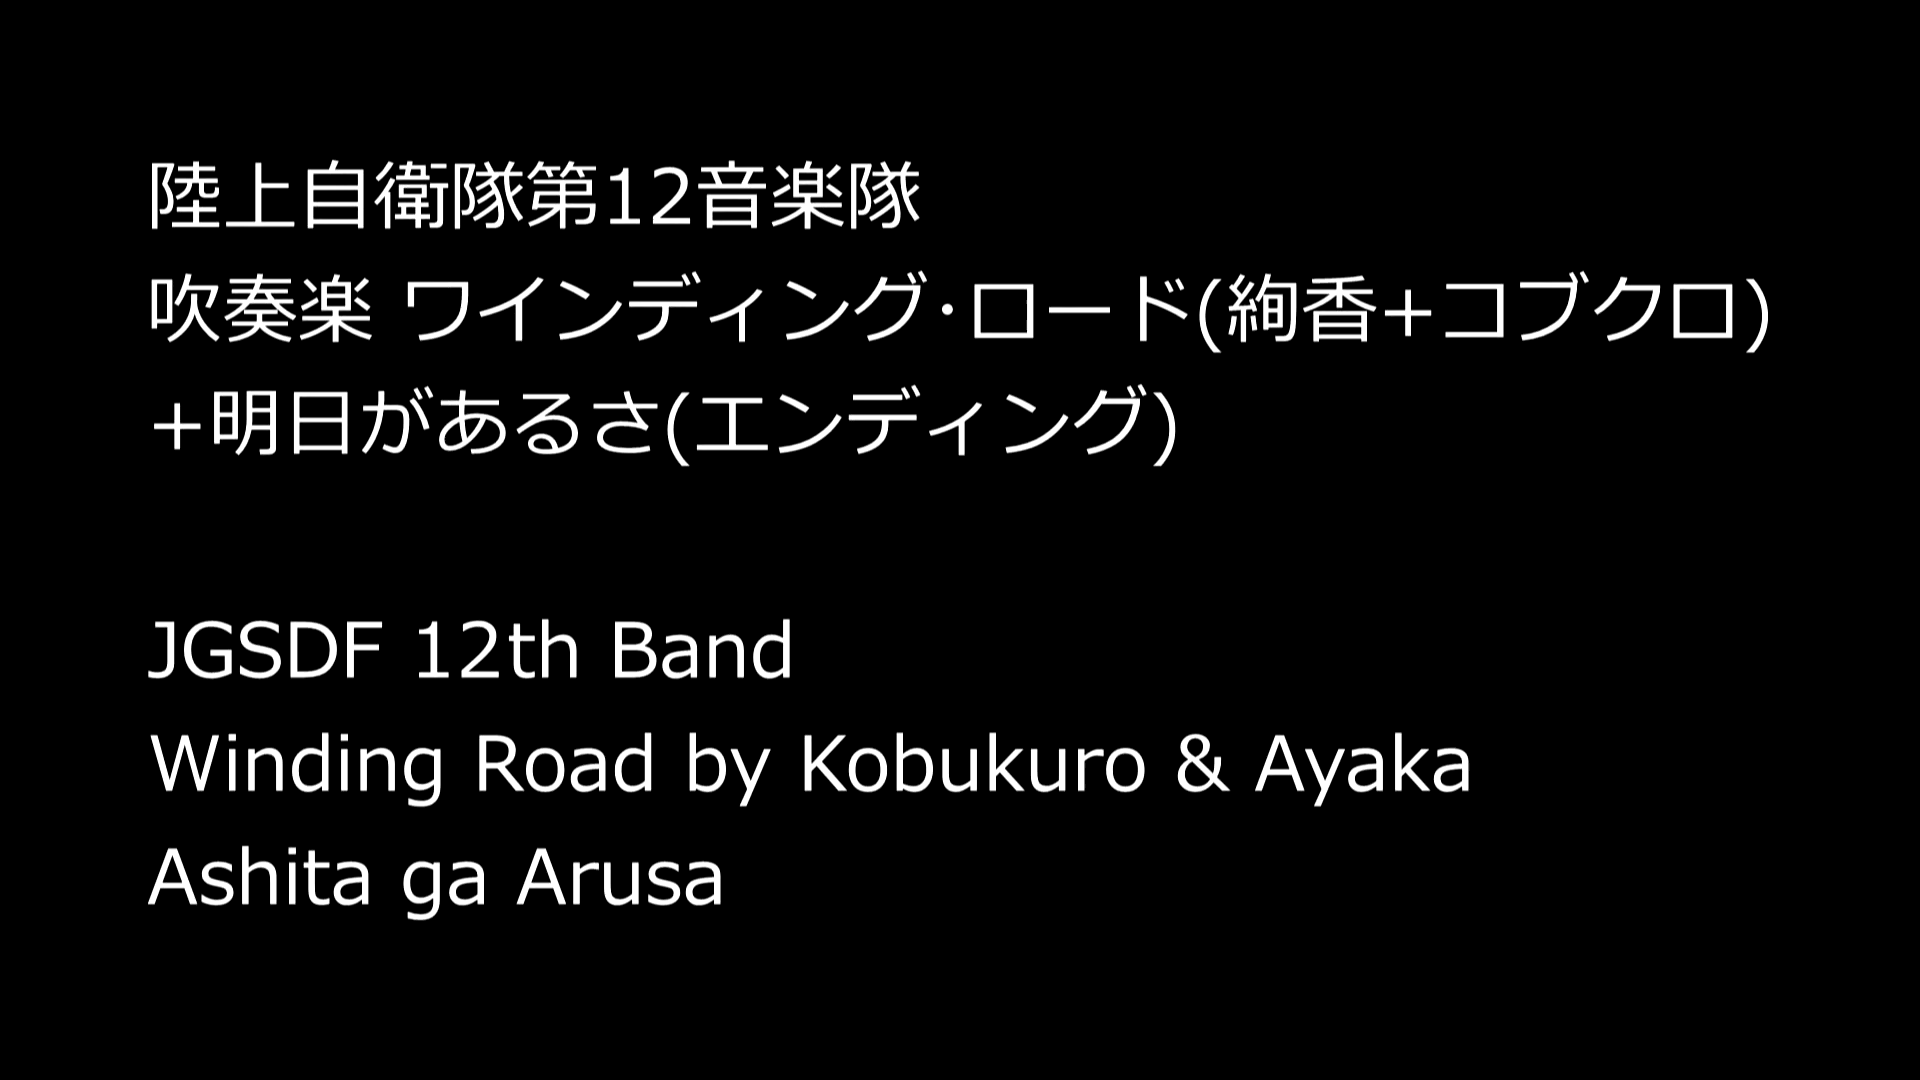 陸上自衛隊第12音楽隊
吹奏楽 ワインディング･ロード(絢香+コブクロ)
+明日があるさ(エンディング)
JGSDF 12th Band
Winding Road by Kobukuro & Ayaka
Ashita ga Arusa